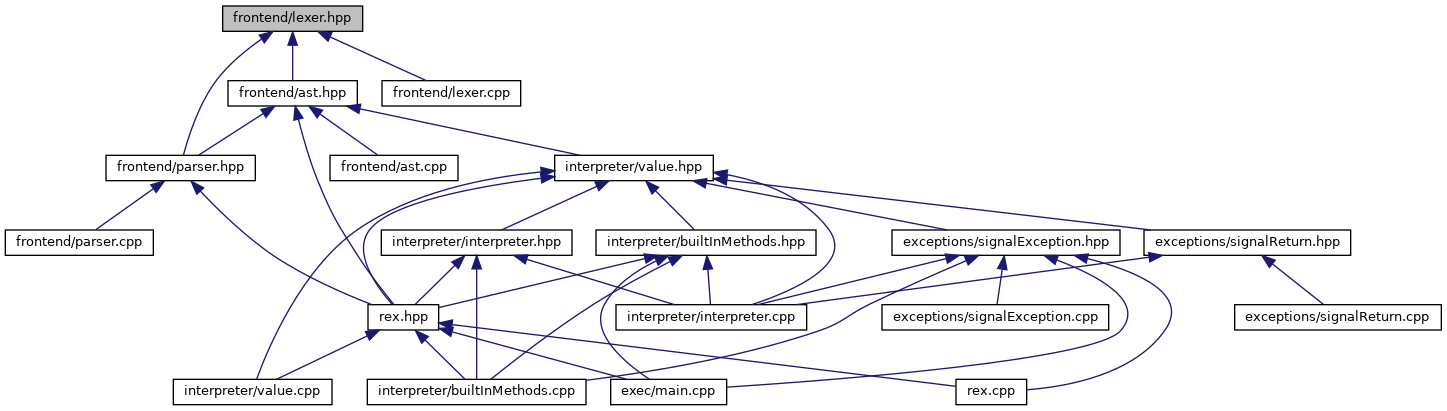 frontend/lexer.hpp
frontend/ast.hpp
frontend/lexer.cpp
frontend/parser.hpp
frontend/ast.cpp
interpreter/value.hpp
frontend/parser.cpp
interpreter/interpreter.hpp
interpreter/builtInMethods.hpp
exceptions/signalException.hpp
exceptions/signalReturn.hpp
rex.hpp
interpreter/interpreter.cpp
exceptions/signalException.cpp
exceptions/signalReturn.cpp
interpreter/value.cpp
interpreter/builtInMethods.cpp
exec/main.cpp
rex.cpp